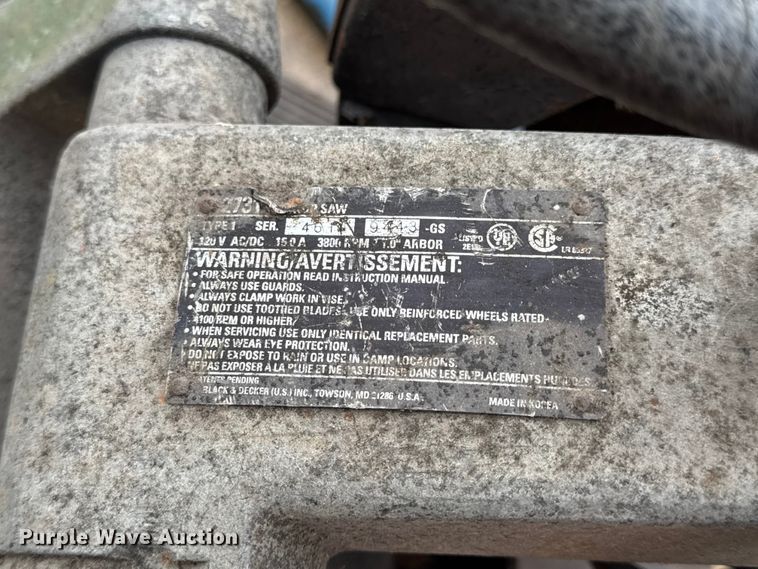 SAW
TYPE 1 SER. -GS
120 V AC/DC 15.0 A 3800 RPM 1.0" ARBOR LISTED
WARNING/AVERTISSEMENT:
• FOR SAFE OPERATION READ INSTRUCTION MANUAL.
• ALWAYS USE GUARDS.
• ALWAYS CLAMP WORK IN VISE.
• DO NOT USE TOOTHED BLADES. USE ONLY REINFORCED WHEELS RATED
4100 RPM OR HIGHER.
• WHEN SERVICING USE ONLY IDENTICAL REPLACEMENT PARTS.
• ALWAYS WEAR EYE PROTECTION.
• DO NOT EXPOSE TO RAIN OR USE IN DAMP LOCATIONS.
NE PAS EXPOSER À LA PLUIE ET NE PAS UTILISER DANS LES EMPLACEMENTS HUMIDES.
PATENTS PENDING
BLACK & DECKER (U.S.) INC., TOWSON, MD 21286 U.S.A. MADE IN KOREA
Purple Wave Auction